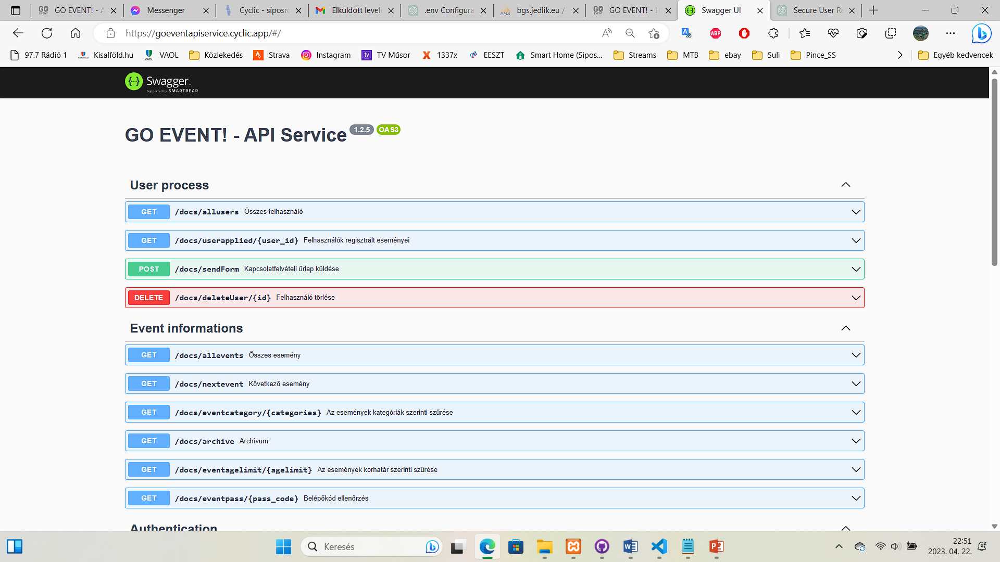 GO EVENT! - A
Messenger
Cyclic - siposro
Elküldött level
.env Configura
bgs.jedlik.eu /
GO EVENT! - H
Swagger UI
Secure User Re
https://goeventapiservice.cyclic.app/#/
97.7 Rádió 1
Kisalföld.hu
VAOL
Közlekedés
Strava
Instagram
TV Műsor
1337x
EESZT
Smart Home (Sipos...
Streams
MTB
ebay
Suli
Pince_SS
Egyéb kedvencek
Swagger.
Supported by SMARTBEAR
GO EVENT! - API Service 1.2.5 OAS3
User process
GET /docs/allusers Összes felhasználó
GET /docs/userapplied/{user_id} Felhasználók regisztrált eseményei
POST /docs/sendForm Kapcsolatfelvételi űrlap küldése
DELETE /docs/deleteUser/{id} Felhasználó törlése
Event informations
GET /docs/allevents Összes esemény
GET /docs/nextevent Következő esemény
GET /docs/eventcategory/{categories} Az események kategóriák szerinti szűrése
GET /docs/archive Archívum
GET /docs/eventagelimit/{agelimit} Az események korhatár szerinti szűrése
GET /docs/eventpass/{pass_code} Belépőkód ellenőrzés
Authentication
Keresés
22:51
2023. 04. 22.